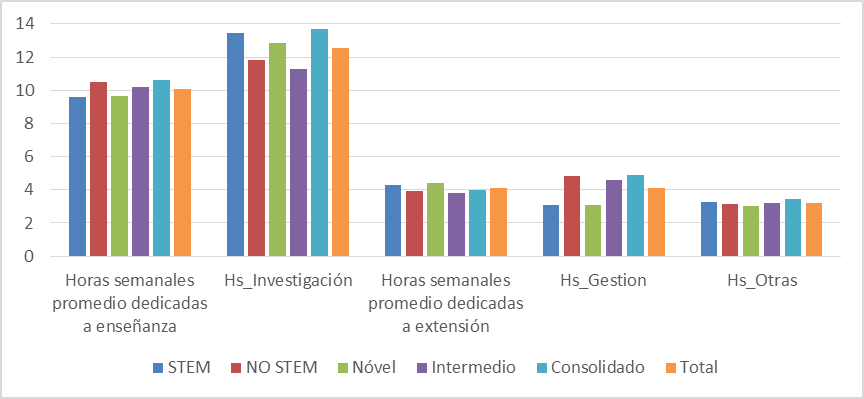 14
12
10
8
6
4
2
0
Horas semanales
promedio dedicadas
a enseñanza
Hs_Investigación
Horas semanales
promedio dedicadas
a extensión
Hs_Gestion
Hs_Otras
STEM NO STEM Nóvel Intermedio Consolidado Total